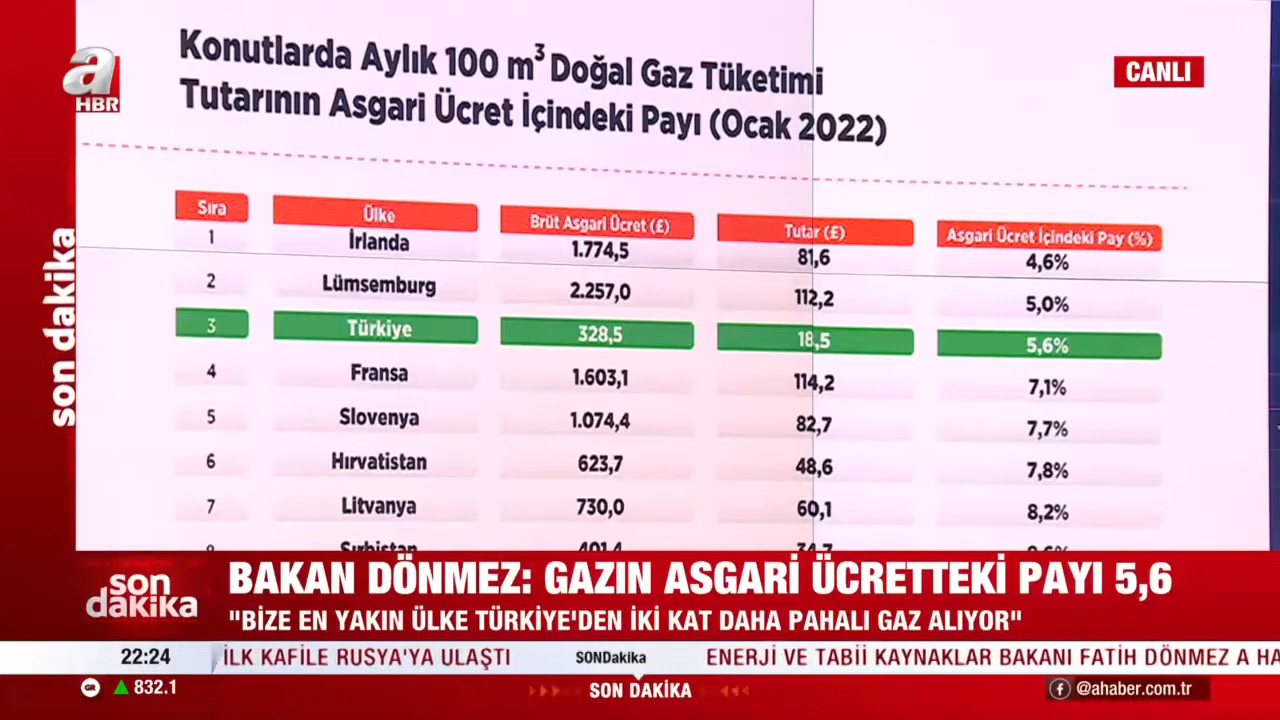 a
HBR
CANLI
Konutlarda Aylık 100 m³ Doğal Gaz Tüketimi
Tutarının Asgari Ücret İçindeki Payı (Ocak 2022)
Sıra Ülke Brüt Asgari Ücret (£) Tutar (£) Asgari Ücret İçindeki Pay (%)
1 İrlanda 1.774,5 81,6 4,6%
2 Lümsemburg 2.257,0 112,2 5,0%
3 Türkiye 328,5 18,5 5,6%
4 Fransa 1.603,1 114,2 7,1%
5 Slovenya 1.074,4 82,7 7,7%
6 Hırvatistan 623,7 48,6 7,8%
7 Litvanya 730,0 60,1 8,2%
Sırbistan 401,4 34,7
son dakika
son
dakika
BAKAN DÖNMEZ: GAZIN ASGARİ ÜCRETTEKİ PAYI 5,6
"BİZE EN YAKIN ÜLKE TÜRKİYE'DEN İKİ KAT DAHA PAHALI GAZ ALIYOR"
22:24 İLK KAFİLE RUSYA'YA ULAŞTI SONDakika ENERJİ VE TABİİ KAYNAKLAR BAKANI FATİH DÖNMEZ A HA
GR 832.1 SON DAKİKA @ahaber.com.tr